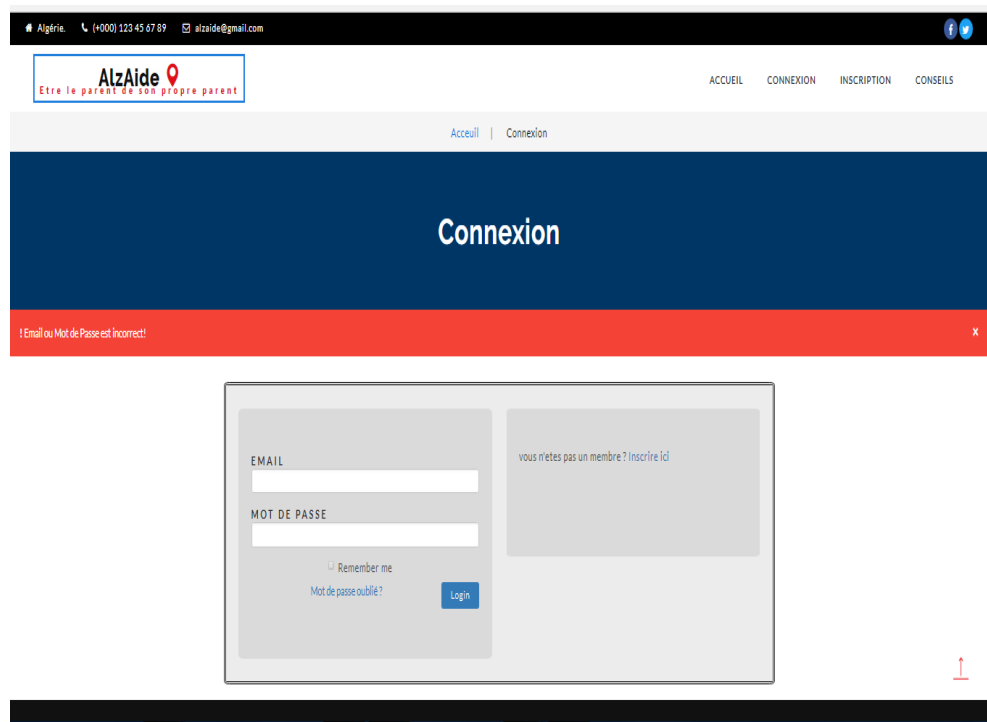 Algérie. (+000) 123 45 67 89 alzaide@gmail.com
AlzAide
Etre le parent de son propre parent
ACCUEIL CONNEXION INSCRIPTION CONSEILS
Acceuil | Connexion
Connexion
! Email ou Mot de Passe est incorrect! x
EMAIL
vous n'etes pas un membre ? Inscrire ici
MOT DE PASSE
Remember me
Mot de passe oublié ? Login